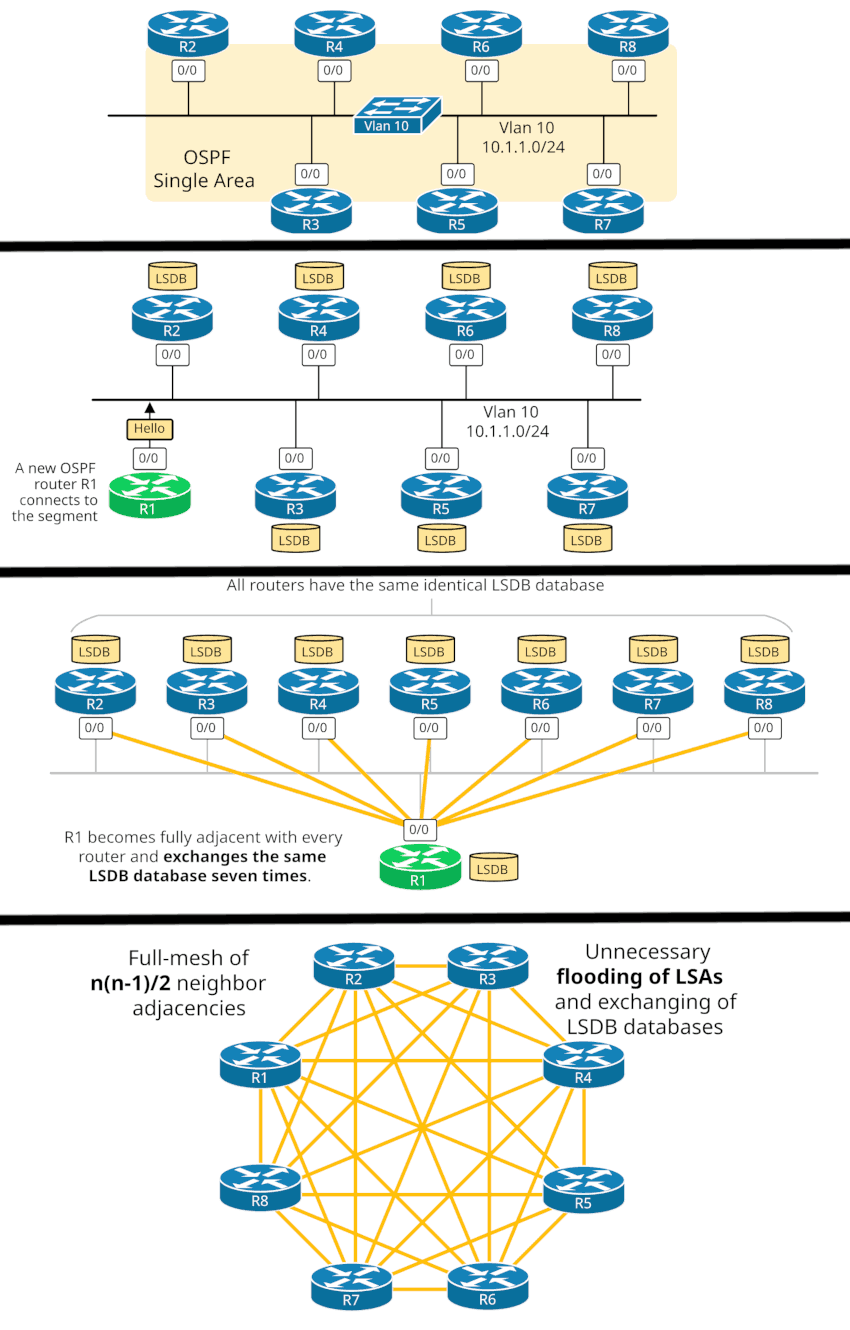 R2
R4
R6
R8
0/0
0/0
0/0
0/0
Vlan 10
Vlan 10
10.1.1.0/24
OSPF
Single Area
0/0
0/0
0/0
R3
R5
R7
LSDB
LSDB
LSDB
LSDB
R2
R4
R6
R8
0/0
0/0
0/0
0/0
Vlan 10
10.1.1.0/24
Hello
0/0
0/0
0/0
0/0
A new OSPF
router R1
connects to
the segment
R1
R3
R5
R7
LSDB
LSDB
LSDB
All routers have the same identical LSDB database
LSDB
LSDB
LSDB
LSDB
LSDB
LSDB
LSDB
R2
R3
R4
R5
R6
R7
R8
0/0
0/0
0/0
0/0
0/0
0/0
0/0
0/0
R1 becomes fully adjacent with every
router and exchanges the same
LSDB database seven times.
R1
LSDB
Full-mesh of
n(n-1)/2 neighbor
adjacencies
Unnecessary
flooding of LSAs
and exchanging of
LSDB databases
R2
R3
R1
R4
R8
R5
R7
R6